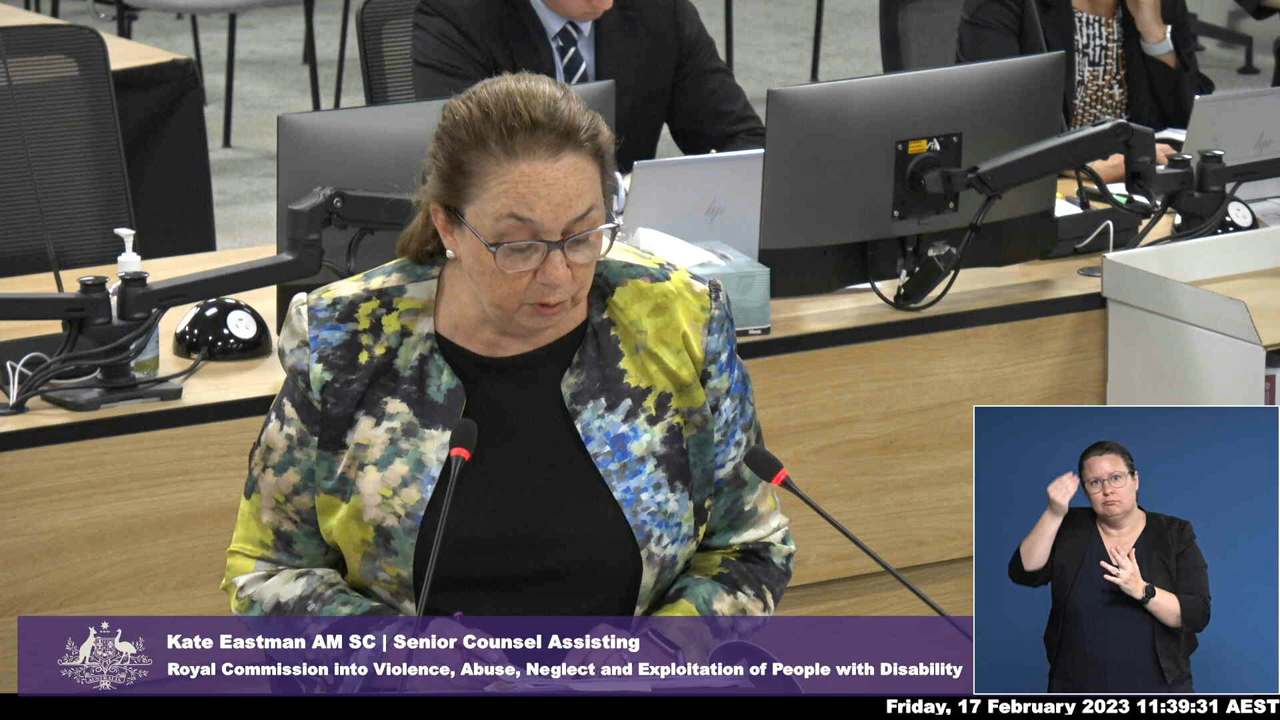 hp
Kate Eastman AM SC | Senior Counsel Assisting
Royal Commission into Violence, Abuse, Neglect and Exploitation of People with Disability
Friday, 17 February 2023 11:39:31 AEST